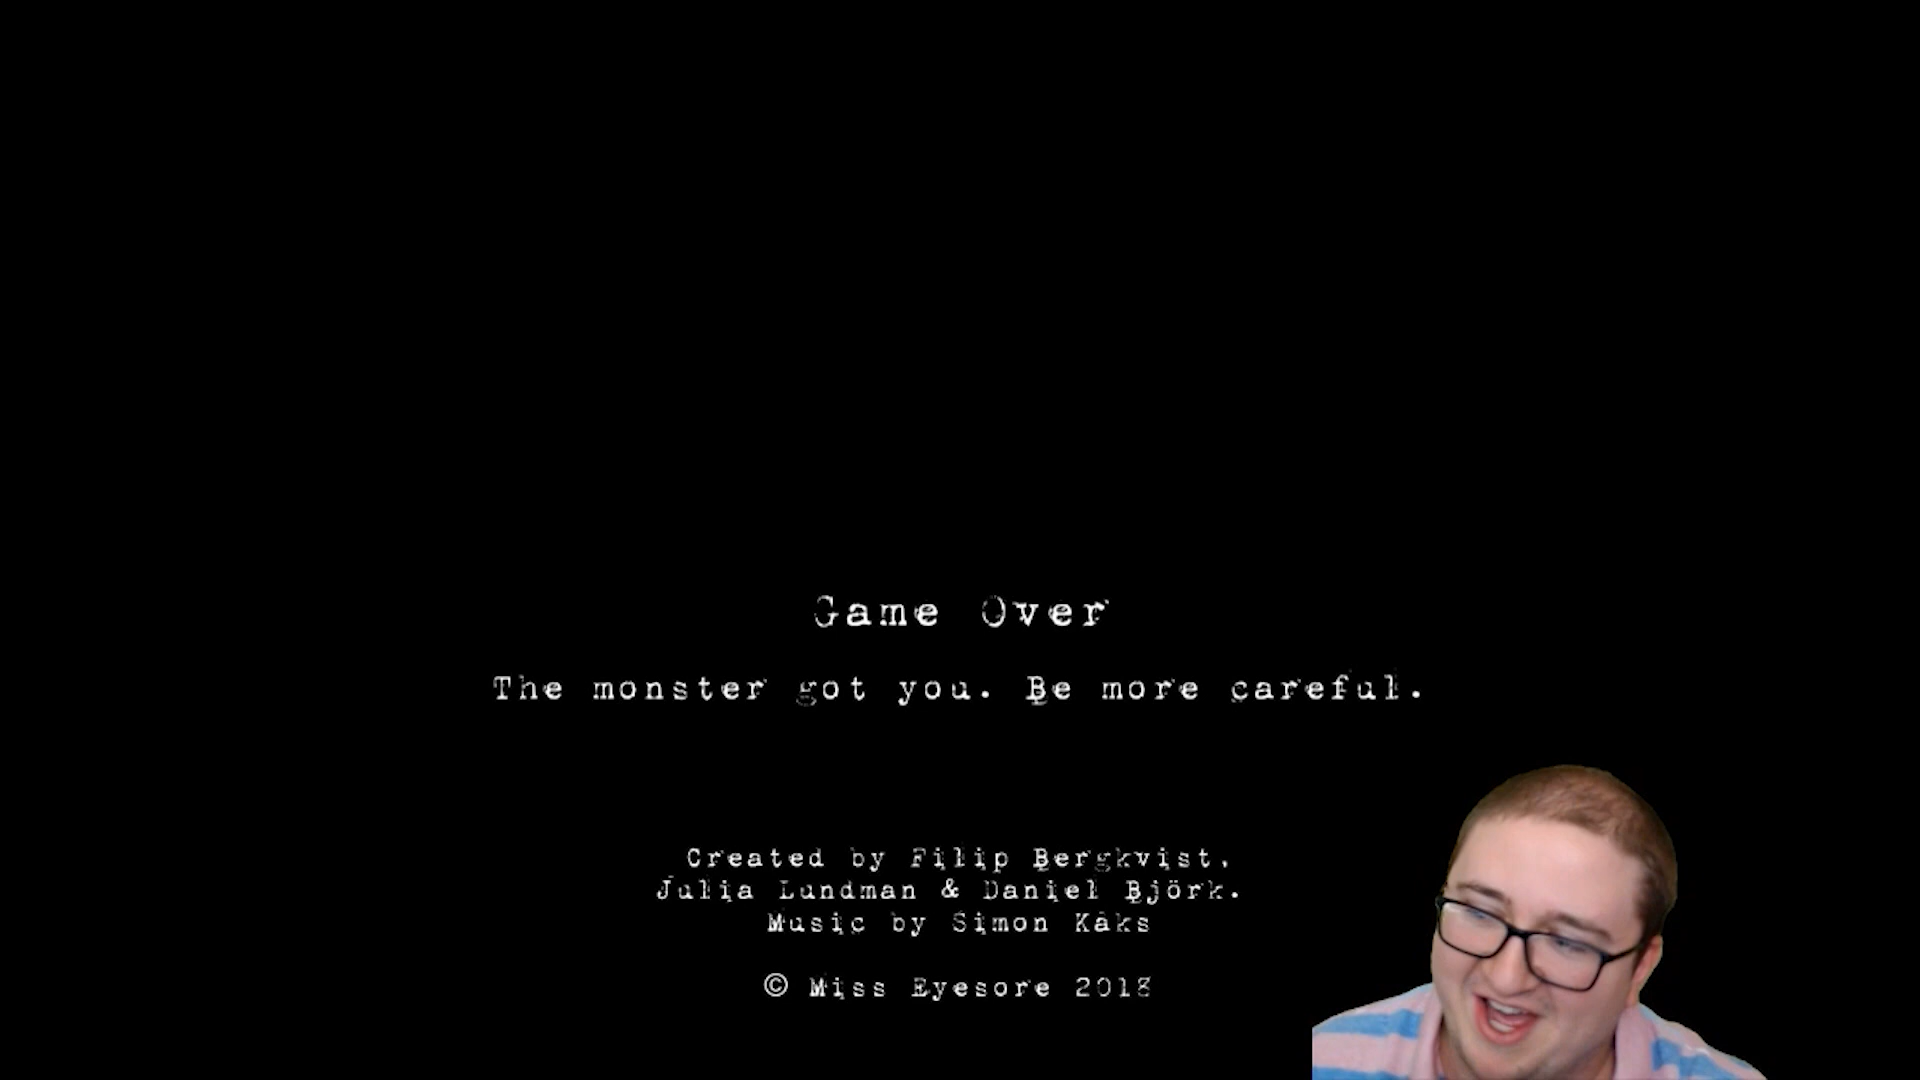 Game Over
The monster got you. Be more careful.
Created by Filip Bergkvist,
Julia Lundman & Daniel Björk.
Music by Simon Kåks
© Miss Eyesore 2018